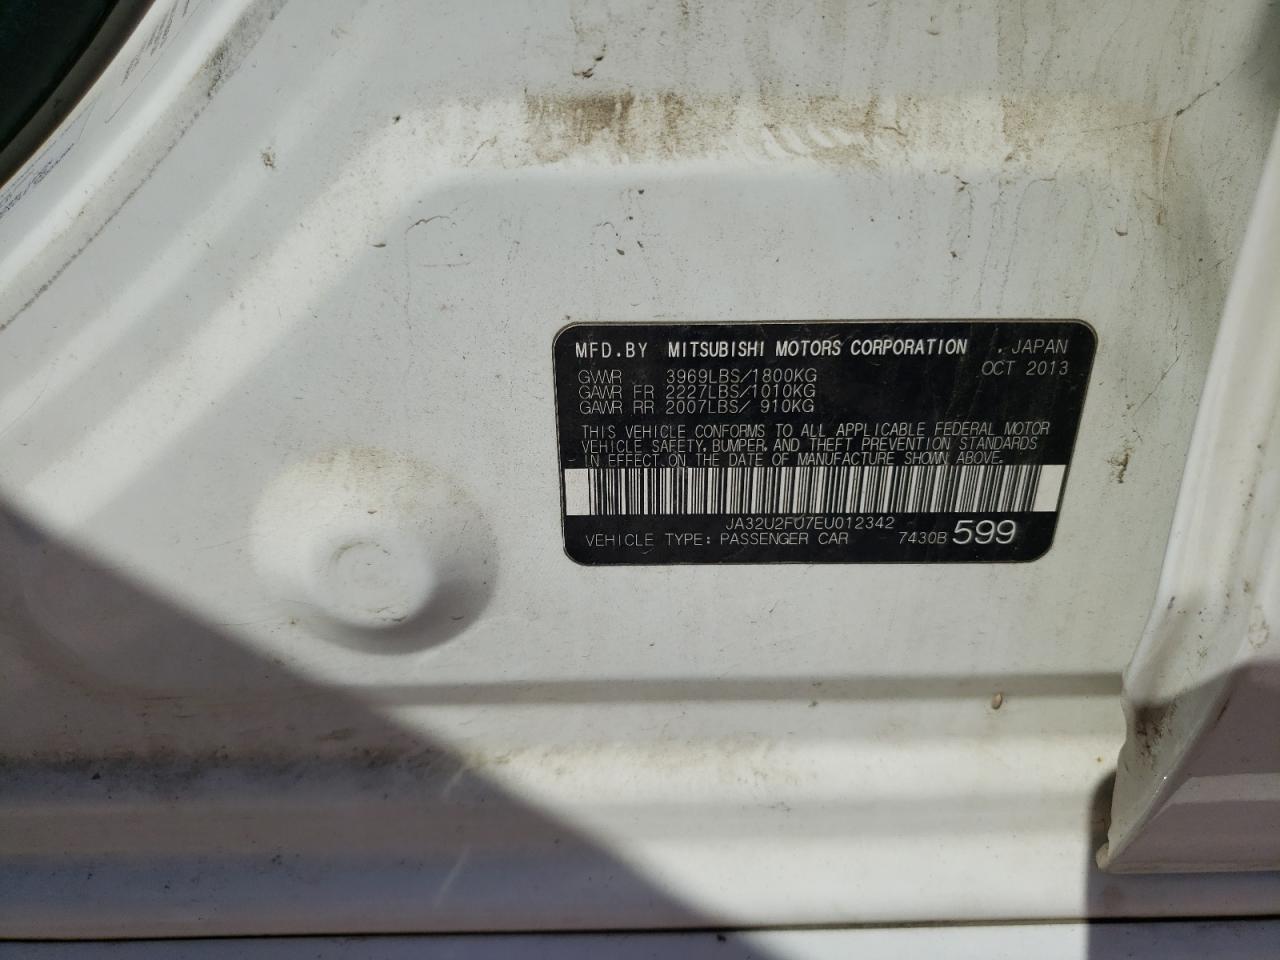 MFD.BY MITSUBISHI MOTORS CORPORATION , JAPAN
OCT 2013
GVWR 3969LBS/1800KG
GAWR FR 2227LBS/1010KG
GAWR RR 2007LBS/ 910KG
THIS VEHICLE CONFORMS TO ALL APPLICABLE FEDERAL MOTOR
VEHICLE SAFETY, BUMPER, AND THEFT PREVENTION STANDARDS
IN EFFECT ON THE DATE OF MANUFACTURE SHOWN ABOVE.
JA32U2FU7EU012342
VEHICLE TYPE: PASSENGER CAR 7430B 599